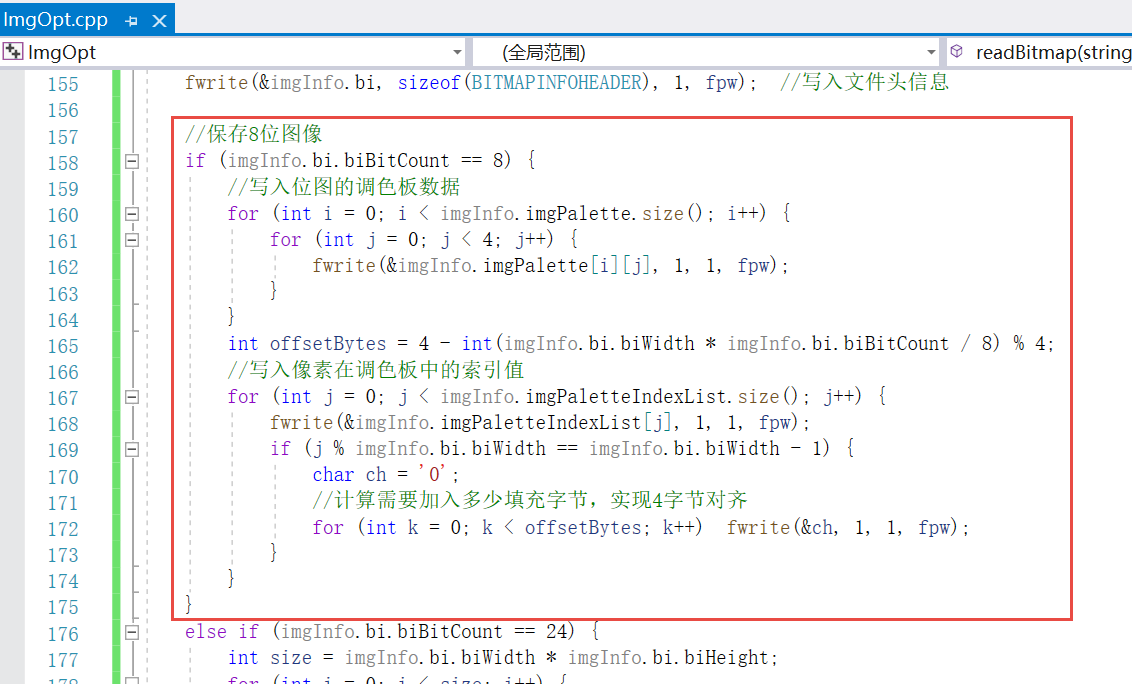 ImgOpt.cpp
ImgOpt (全局范围) readBitmap(string
155 fwrite(&imgInfo.bi, sizeof(BITMAPINFOHEADER), 1, fpw); //写入文件头信息
156
157 //保存8位图像
158 if (imgInfo.bi.biBitCount == 8) {
159 //写入位图的调色板数据
160 for (int i = 0; i < imgInfo.imgPalette.size(); i++) {
161 for (int j = 0; j < 4; j++) {
162 fwrite(&imgInfo.imgPalette[i][j], 1, 1, fpw);
163 }
164 }
165 int offsetBytes = 4 - int(imgInfo.bi.biWidth * imgInfo.bi.biBitCount / 8) % 4;
166 //写入像素在调色板中的索引值
167 for (int j = 0; j < imgInfo.imgPaletteIndexList.size(); j++) {
168 fwrite(&imgInfo.imgPaletteIndexList[j], 1, 1, fpw);
169 if (j % imgInfo.bi.biWidth == imgInfo.bi.biWidth - 1) {
170 char ch = '0';
171 //计算需要加入多少填充字节，实现4字节对齐
172 for (int k = 0; k < offsetBytes; k++) fwrite(&ch, 1, 1, fpw);
173 }
174 }
175 }
176 else if (imgInfo.bi.biBitCount == 24) {
177 int size = imgInfo.bi.biWidth * imgInfo.bi.biHeight;
178 for (int i = 0; i < size; i++) {